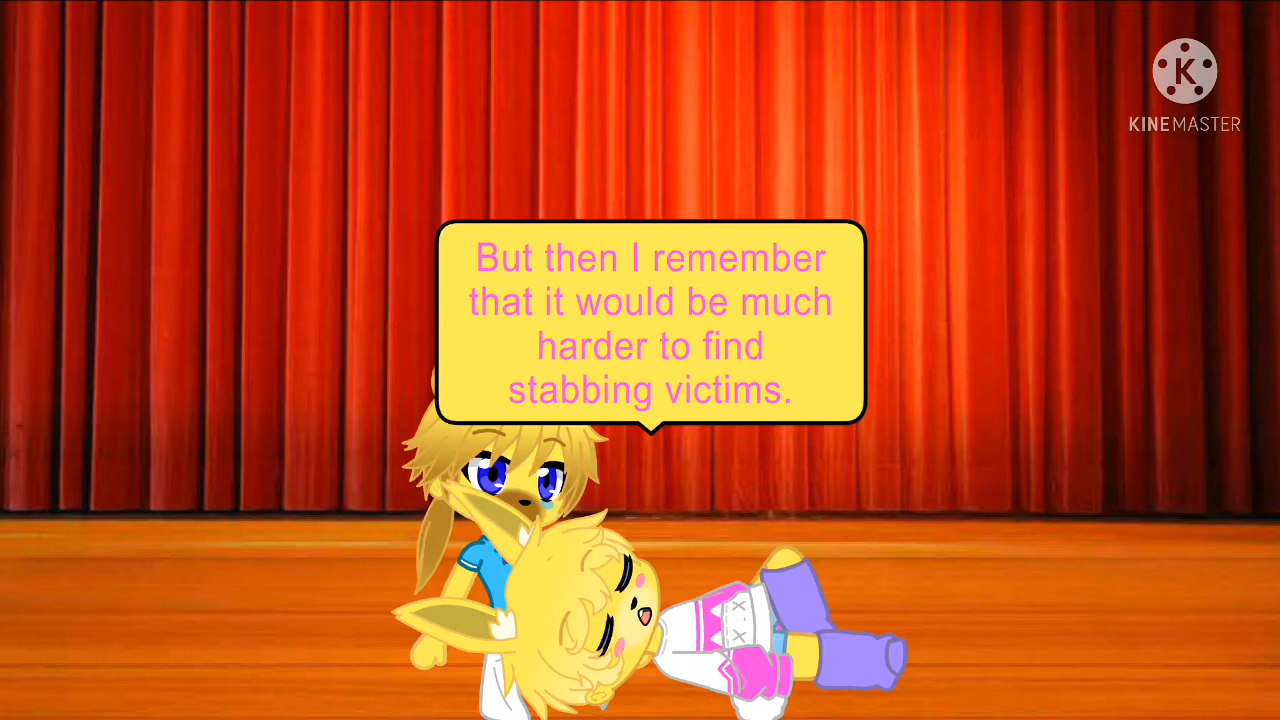 K
KINEMASTER
But then I remember
that it would be much
harder to find
stabbing victims.